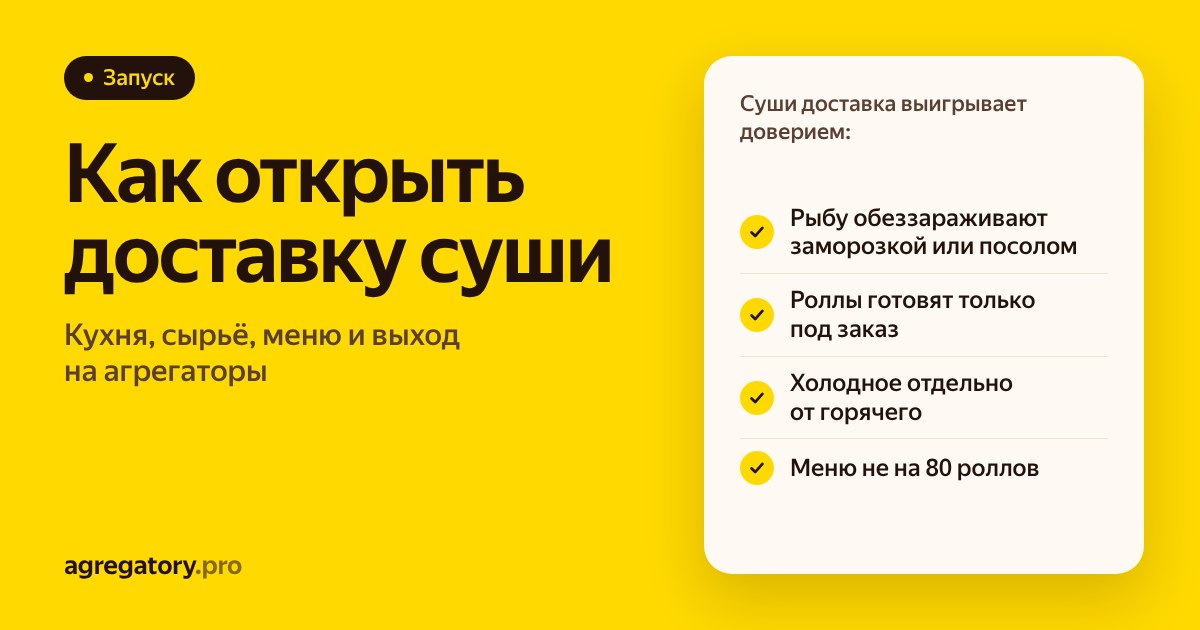 Запуск
Как открыть
доставку суши
Кухня, сырьё, меню и выход
на агрегаторы
agregatory.pro
Суши доставка выигрывает
доверием:
Рыбу обеззараживают
заморозкой или посолом
Роллы готовят только
под заказ
Холодное отдельно
от горячего
Меню не на 80 роллов